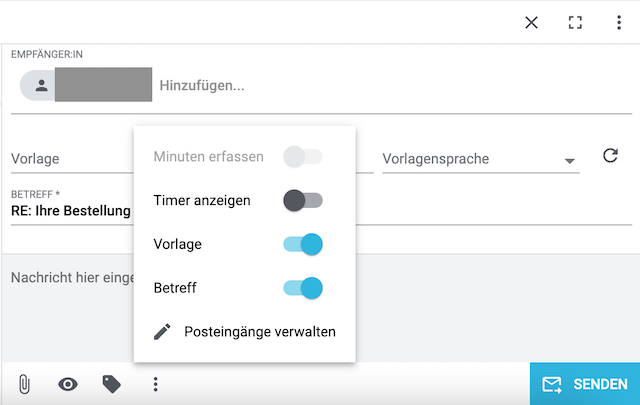 EMPFÄNGER:IN
Hinzufügen...
Vorlage
Vorlagensprache
BETREFF *
RE: Ihre Bestellung
Nachricht hier einge
Minuten erfassen
Timer anzeigen
Vorlage
Betreff
Posteingänge verwalten
SENDEN